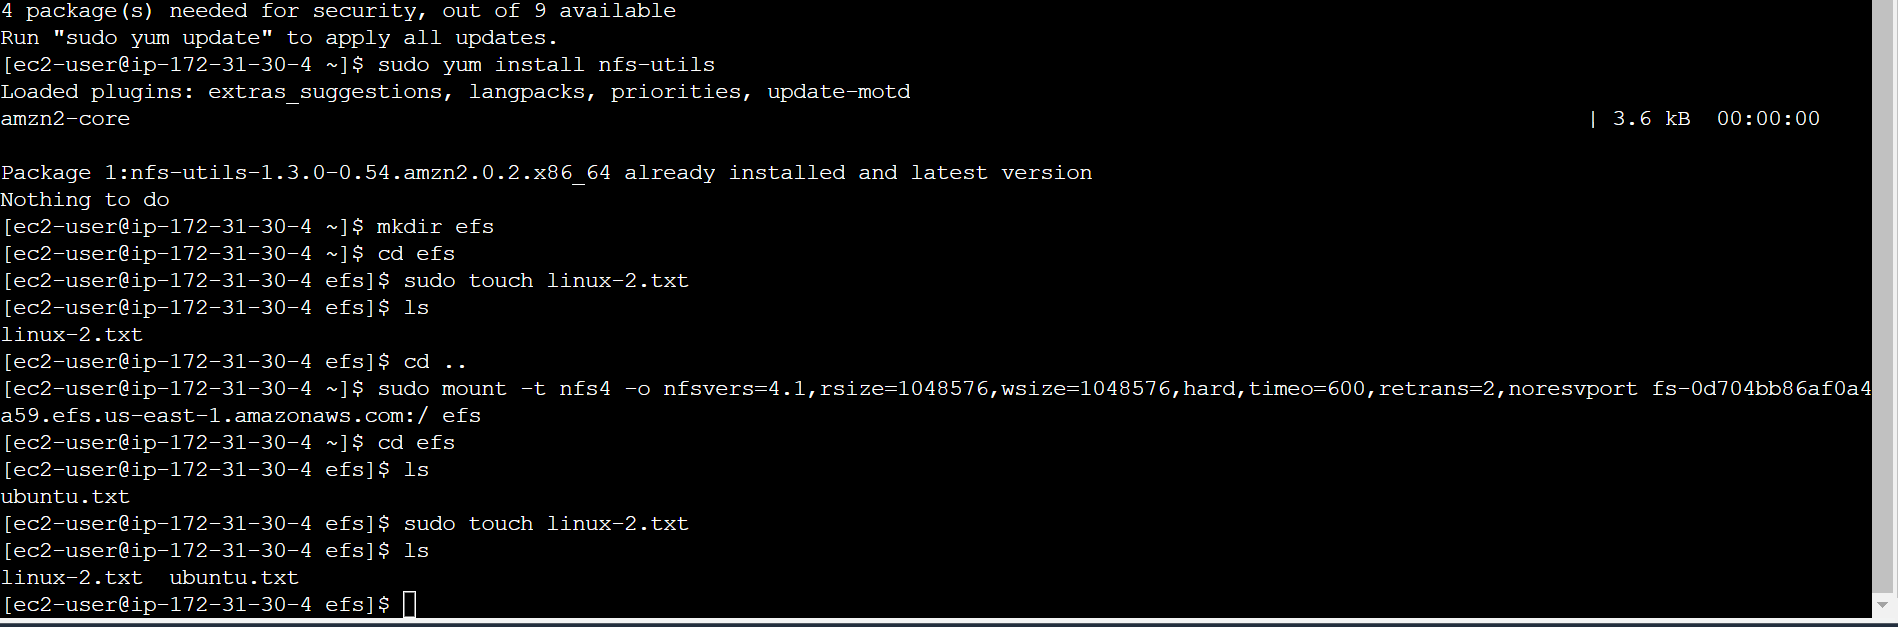 4 package(s) needed for security, out of 9 available
Run "sudo yum update" to apply all updates.
[ec2-user@ip-172-31-30-4 ~]$ sudo yum install nfs-utils
Loaded plugins: extras_suggestions, langpacks, priorities, update-motd
amzn2-core | 3.6 kB 00:00:00
Package 1:nfs-utils-1.3.0-0.54.amzn2.0.2.x86_64 already installed and latest version
Nothing to do
[ec2-user@ip-172-31-30-4 ~]$ mkdir efs
[ec2-user@ip-172-31-30-4 ~]$ cd efs
[ec2-user@ip-172-31-30-4 efs]$ sudo touch linux-2.txt
[ec2-user@ip-172-31-30-4 efs]$ ls
linux-2.txt
[ec2-user@ip-172-31-30-4 efs]$ cd ..
[ec2-user@ip-172-31-30-4 ~]$ sudo mount -t nfs4 -o nfsvers=4.1,rsize=1048576,wsize=1048576,hard,timeo=600,retrans=2,noresvport fs-0d704bb86af0a4
a59.efs.us-east-1.amazonaws.com:/ efs
[ec2-user@ip-172-31-30-4 ~]$ cd efs
[ec2-user@ip-172-31-30-4 efs]$ ls
ubuntu.txt
[ec2-user@ip-172-31-30-4 efs]$ sudo touch linux-2.txt
[ec2-user@ip-172-31-30-4 efs]$ ls
linux-2.txt  ubuntu.txt
[ec2-user@ip-172-31-30-4 efs]$